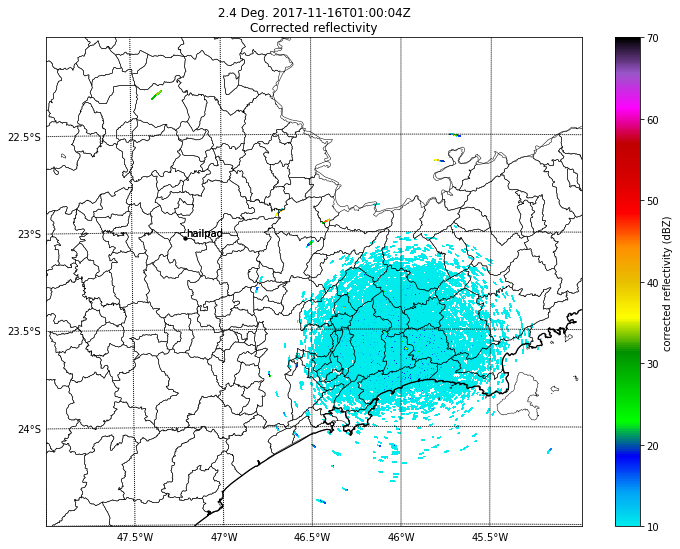 2.4 Deg. 2017-11-16T01:00:04Z
Corrected reflectivity
70
60
50
40
30
20
10
corrected reflectivity (dBZ)
22.5°S
23°S
23.5°S
24°S
hailpad
47.5°W
47°W
46.5°W
46°W
45.5°W